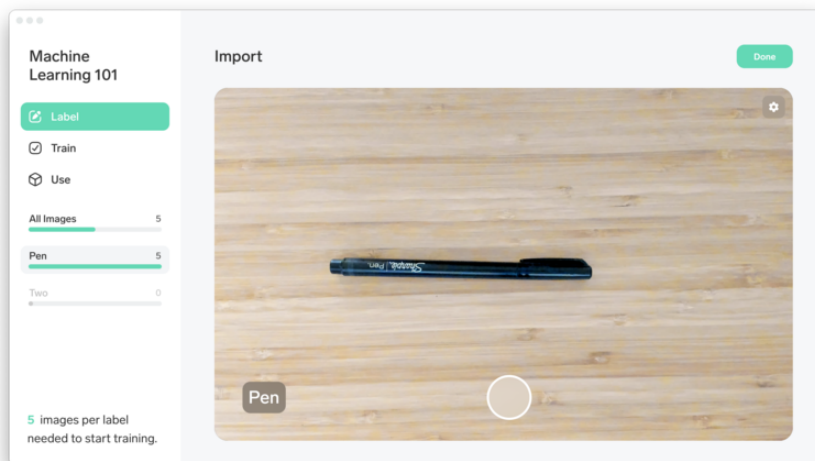 Machine
Learning 101
Label
Train
Use
All Images 5
Pen 5
Two 0
5 images per label
needed to start training.
Import
Done
Sharpie | Pen.
Pen